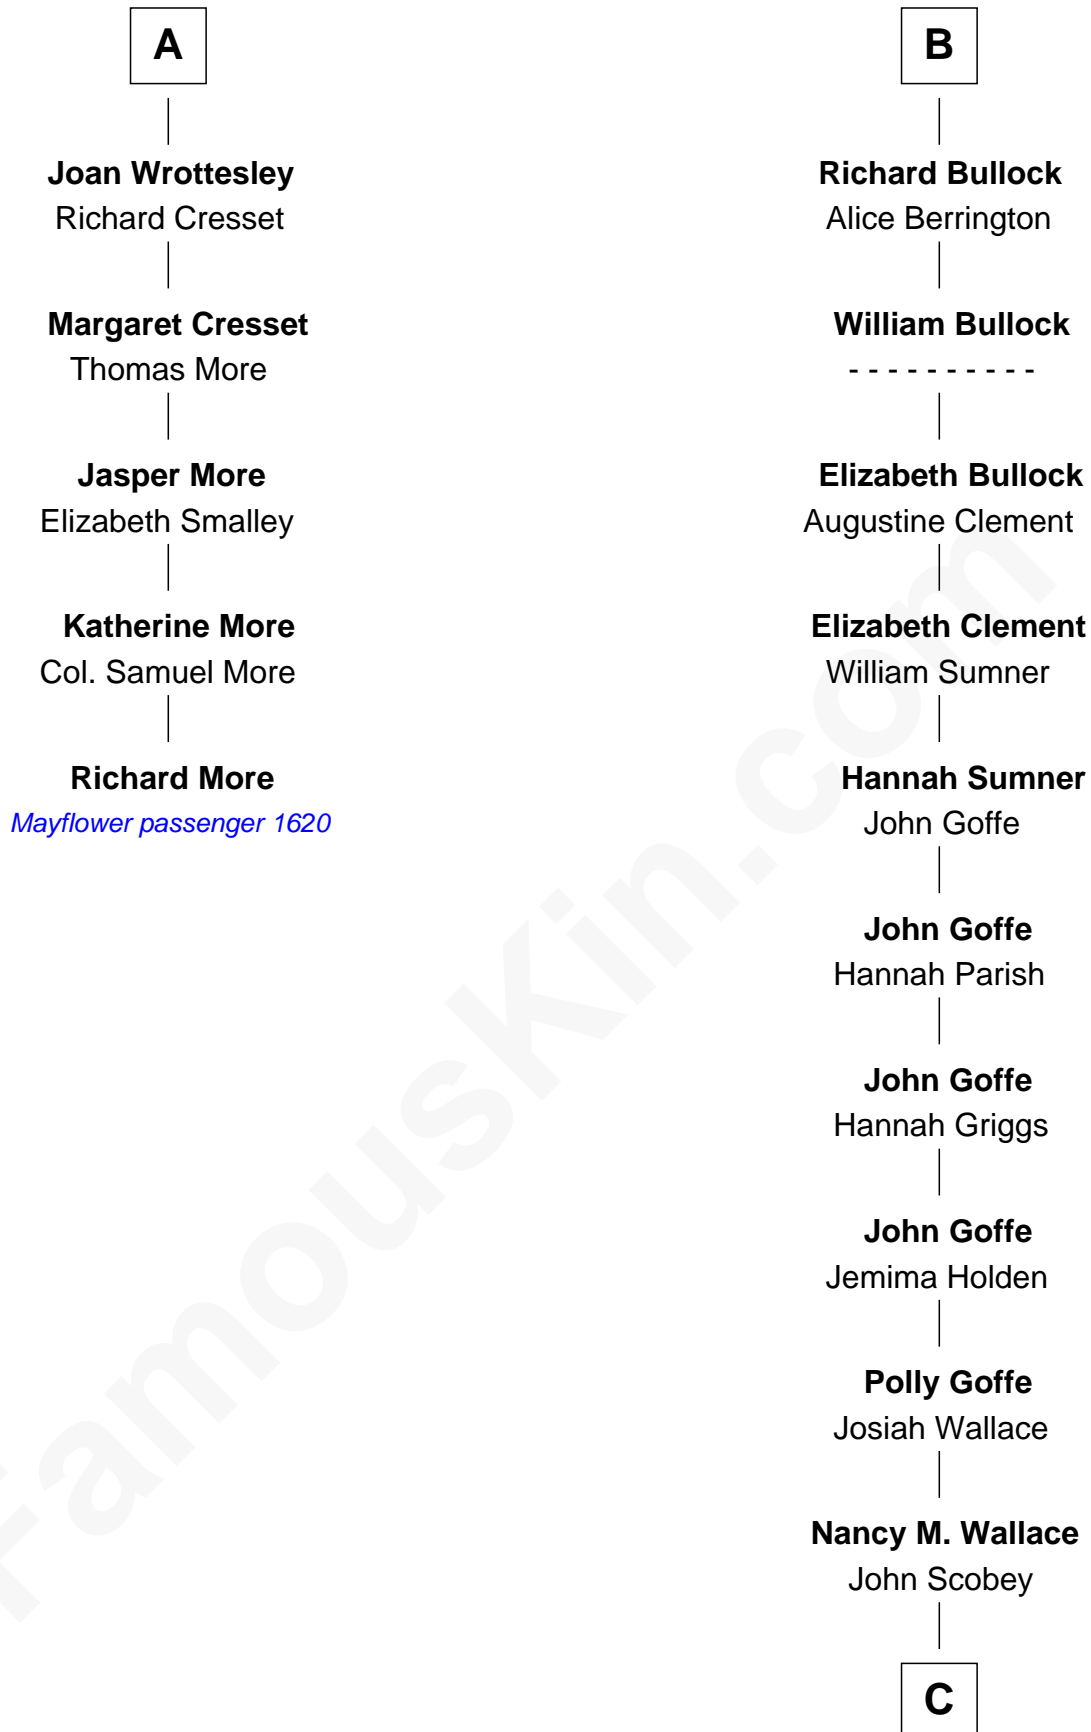 A
Joan Wrottesley
Richard Cresset
Margaret Cresset
Thomas More
Jasper More
Elizabeth Smalley
Katherine More
Col. Samuel More
Richard More
Mayflower passenger 1620
B
Richard Bullock
Alice Berrington
William Bullock
- - - - - - - - - -
Elizabeth Bullock
Augustine Clement
Elizabeth Clement
William Sumner
Hannah Sumner
John Goffe
John Goffe
Hannah Parish
John Goffe
Hannah Griggs
John Goffe
Jemima Holden
Polly Goffe
Josiah Wallace
Nancy M. Wallace
John Scobey
C
FamousKin.com